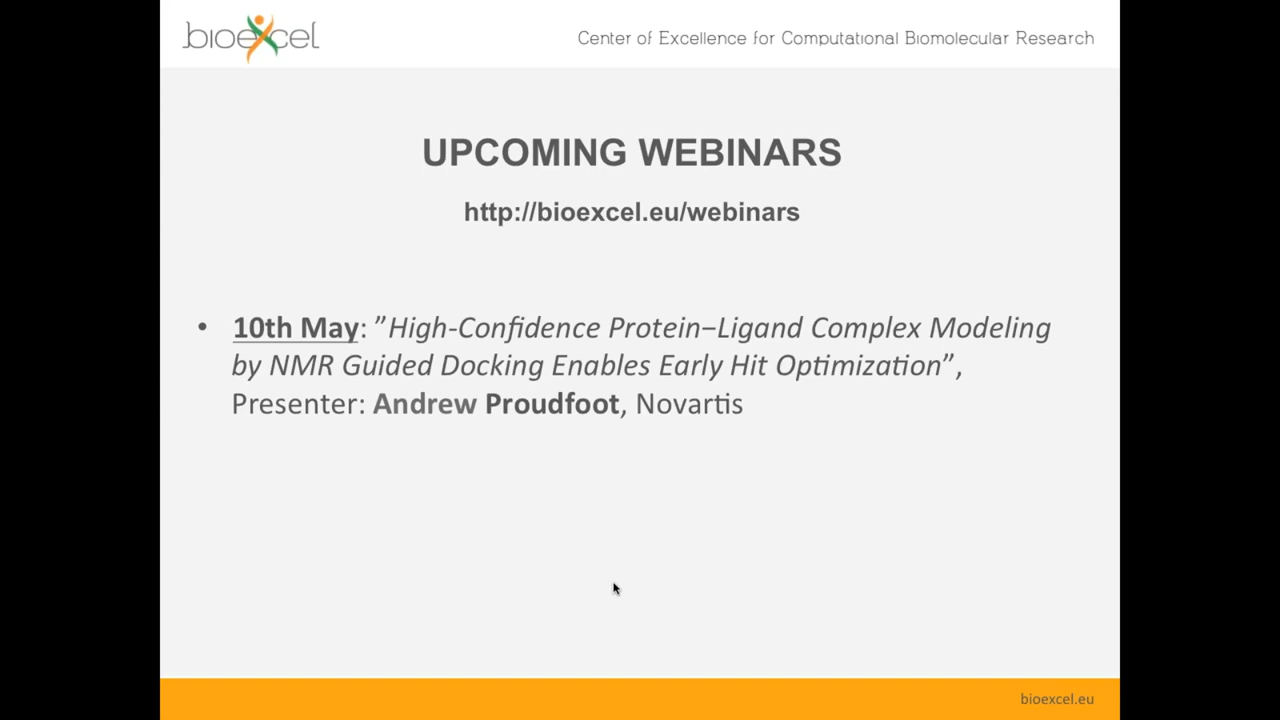 bioexcel
Center of Excellence for Computational Biomolecular Research
UPCOMING WEBINARS
http://bioexcel.eu/webinars
• 10th May: ”High-Confidence Protein–Ligand Complex Modeling
by NMR Guided Docking Enables Early Hit Optimization”,
Presenter: Andrew Proudfoot, Novartis
bioexcel.eu